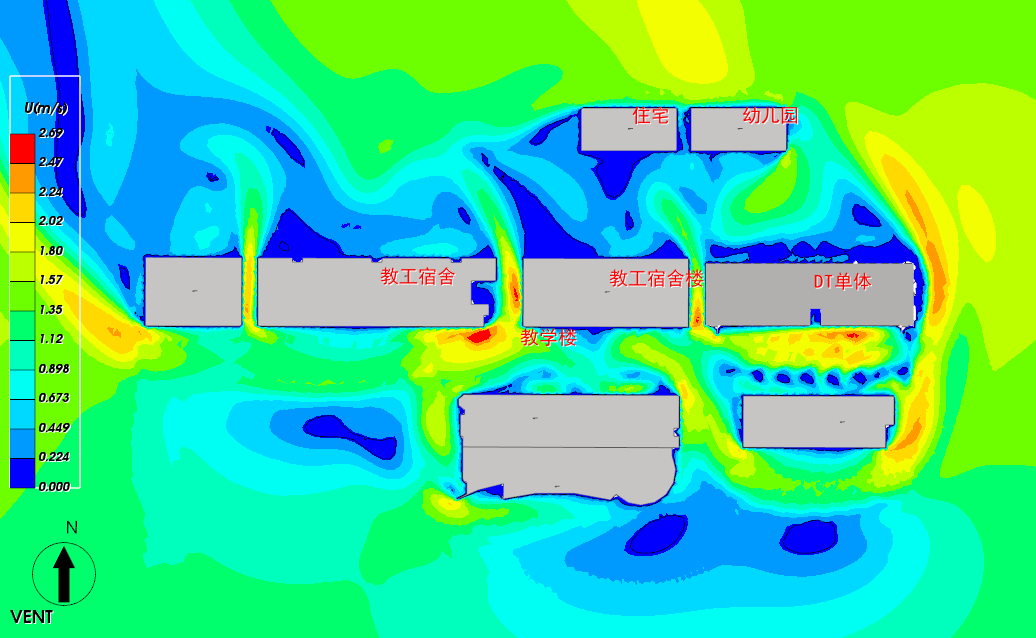 住宅
幼儿园
U(m/s)
2.69
2.47
2.24
2.02
1.80
1.57
1.35
1.12
0.898
0.673
0.449
0.224
0.000
教工宿舍
教工宿舍楼
DT单体
教学楼
N
VENT